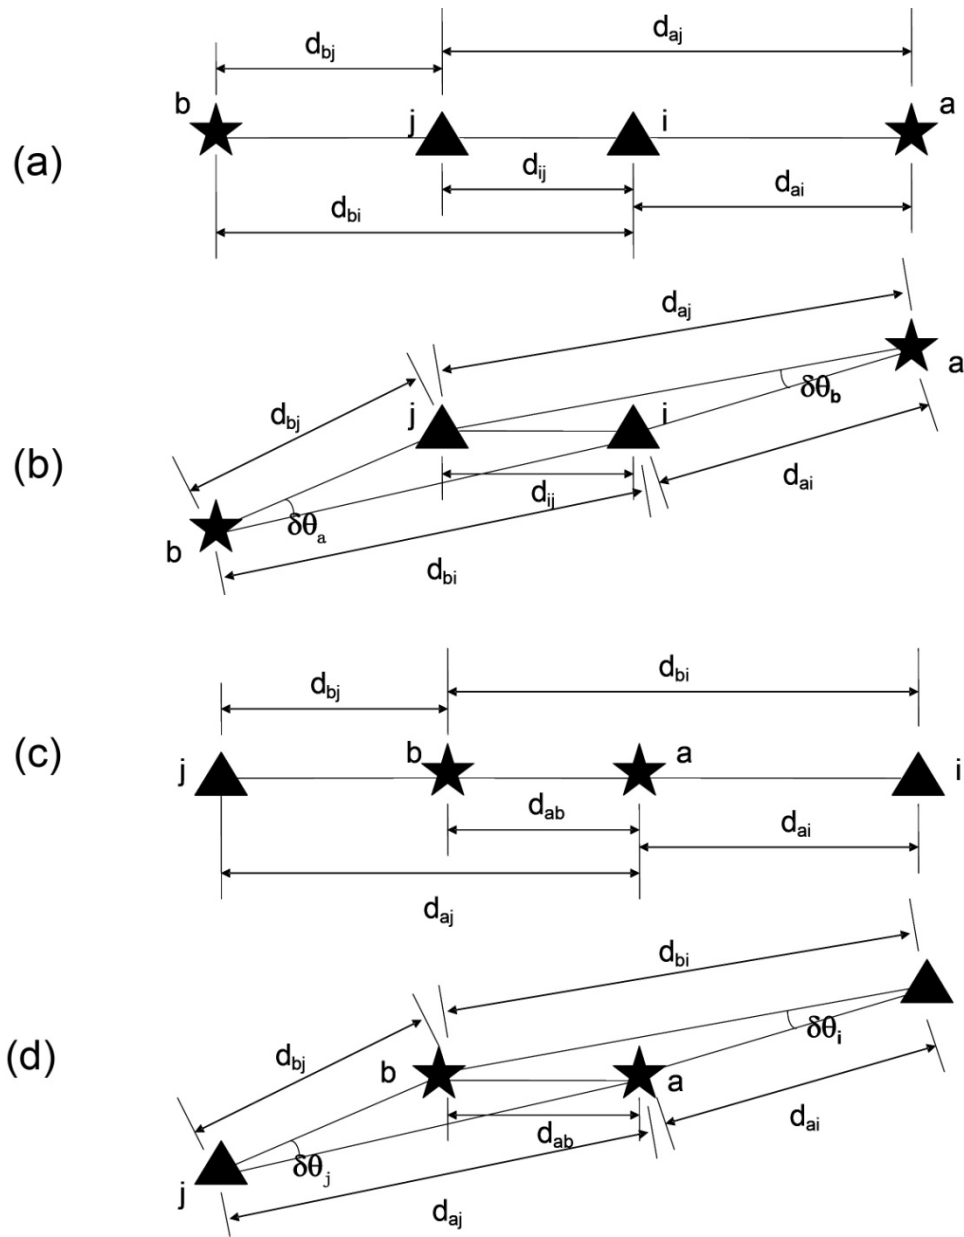 d_bj
d_aj
b
j
i
a
(a)
d_ij
d_ai
d_bi
d_aj
a
δθ_b
d_bj
j
i
(b)
d_ai
d_ij
δθ_a
b
d_bi
d_bi
d_bj
(c)
b
a
j
i
d_ab
d_ai
d_aj
d_bi
δθ_i
(d)
d_bj
b
a
d_ai
d_ab
δθ_j
j
d_aj